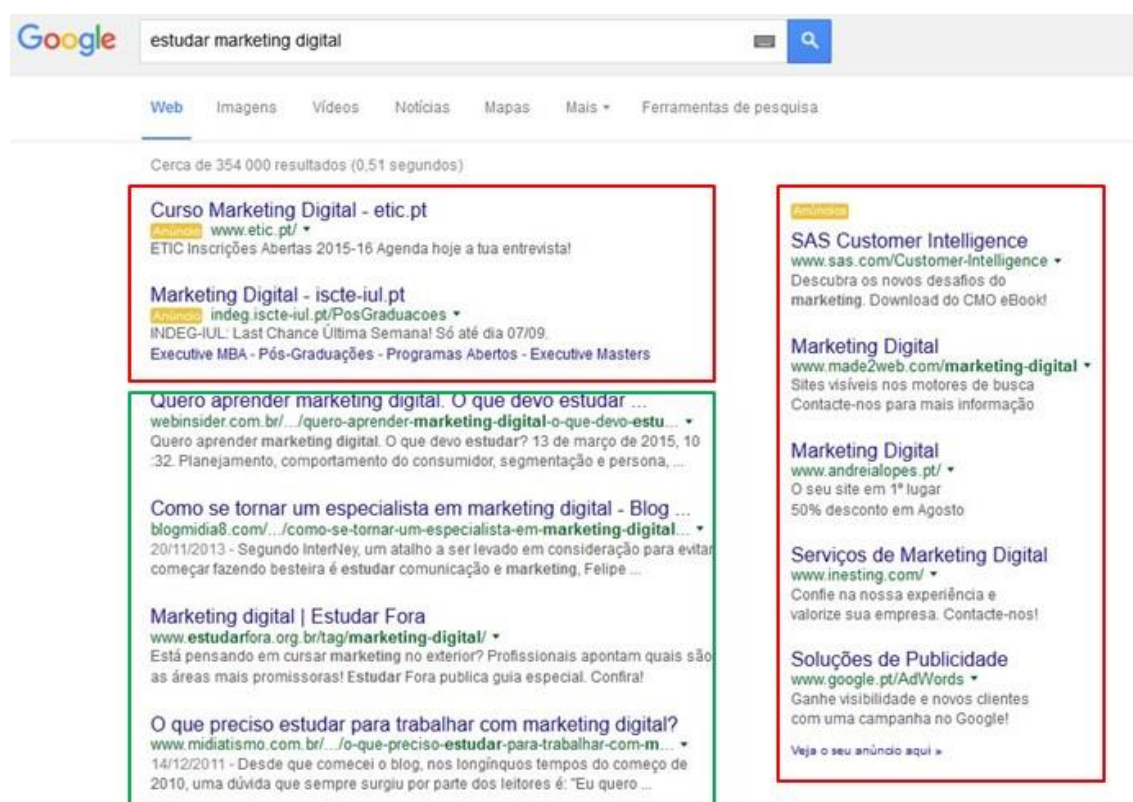 Google
estudar marketing digital
Web Imagens Vídeos Notícias Mapas Mais Ferramentas de pesquisa
Cerca de 354 000 resultados (0,51 segundos)
Curso Marketing Digital - etic.pt
Anúncio www.etic.pt/
ETIC Inscrições Abertas 2015-16 Agenda hoje a tua entrevista!
Marketing Digital - iscte-iul.pt
Anúncio indeg.iscte-iul.pt/PosGraduacoes
INDEG-IUL: Last Chance Última Semana! Só até dia 07/09.
Executive MBA - Pós-Graduações - Programas Abertos - Executive Masters
Quero aprender marketing digital. O que devo estudar ...
webinsider.com.br/.../quero-aprender-marketing-digital-o-que-devo-estu...
Quero aprender marketing digital. O que devo estudar? 13 de março de 2015, 10
:32. Planejamento, comportamento do consumidor, segmentação e persona, ...
Como se tornar um especialista em marketing digital - Blog ...
blogmidia8.com/.../como-se-tornar-um-especialista-em-marketing-digital...
20/11/2013 - Segundo InterNey, um atalho a ser levado em consideração para evitar
começar fazendo besteira é estudar comunicação e marketing, Felipe ...
Marketing digital | Estudar Fora
www.estudarfora.org.br/tag/marketing-digital/
Está pensando em cursar marketing no exterior? Profissionais apontam quais são
as áreas mais promissoras! Estudar Fora publica guia especial. Confira!
O que preciso estudar para trabalhar com marketing digital?
www.midiatismo.com.br/.../o-que-preciso-estudar-para-trabalhar-com-m...
14/12/2011 - Desde que comecei o blog, nos longínquos tempos do começo de
2010, uma dúvida que sempre surgiu por parte dos leitores é: "Eu quero ...
Anúncios
SAS Customer Intelligence
www.sas.com/Customer-Intelligence
Descubra os novos desafios do
marketing. Download do CMO eBook!
Marketing Digital
www.made2web.com/marketing-digital
Sites visíveis nos motores de busca
Contacte-nos para mais informação
Marketing Digital
www.andreialopes.pt/
O seu site em 1º lugar
50% desconto em Agosto
Serviços de Marketing Digital
www.inesting.com/
Confie na nossa experiência e
valorize sua empresa. Contacte-nos!
Soluções de Publicidade
www.google.pt/AdWords
Ganhe visibilidade e novos clientes
com uma campanha no Google!
Veja o seu anúncio aqui »